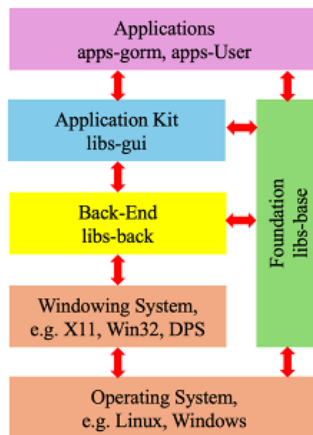 Applications
apps-gorm, apps-User
Application Kit
libs-gui
Back-End
libs-back
Foundation
libs-base
Windowing System,
e.g. X11, Win32, DPS
Operating System,
e.g. Linux, Windows